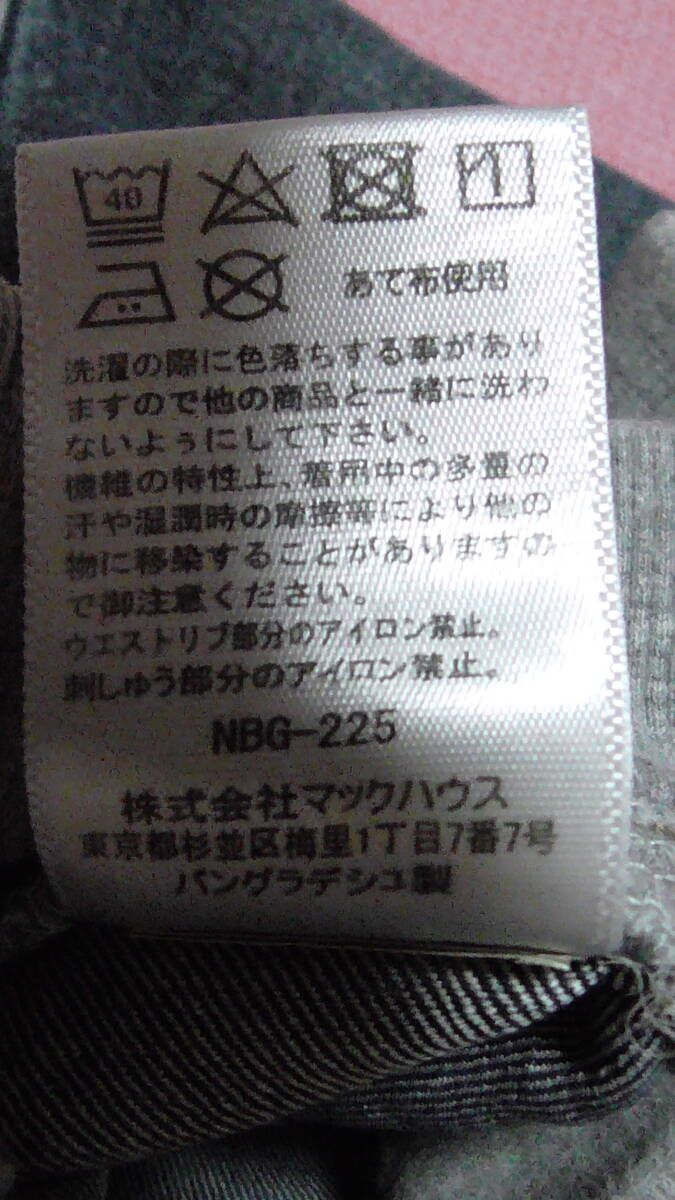 40
あて布使用
洗濯の際に色落ちする事があり
ますので他の商品と一緒に洗わ
ないよぅにして下さい。
繊維の特性上、着用中の多量の
汗や湿潤時の摩擦等により他の
物に移染することがありますの
で御注意ください。
ウエストリブ部分のアイロン禁止。
刺しゅう部分のアイロン禁止。
NBG-225
株式会社マックハウス
東京都杉並区梅里1丁目7番7号
バングラデシュ製